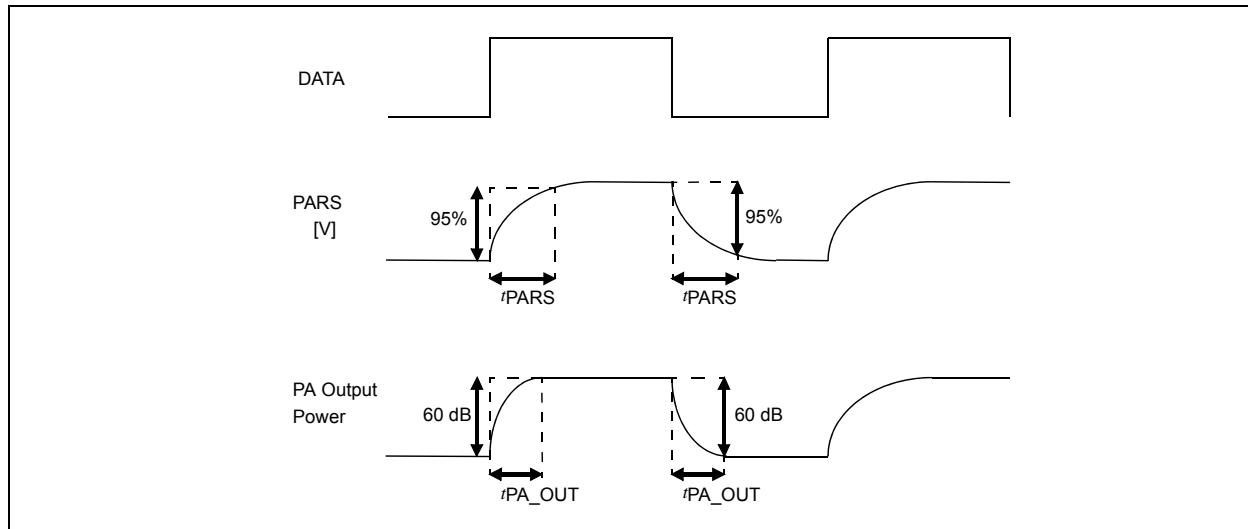 DATA
PARS
[V]
95%
95%
tPARS
tPARS
PA Output
Power
60 dB
60 dB
tPA_OUT
tPA_OUT